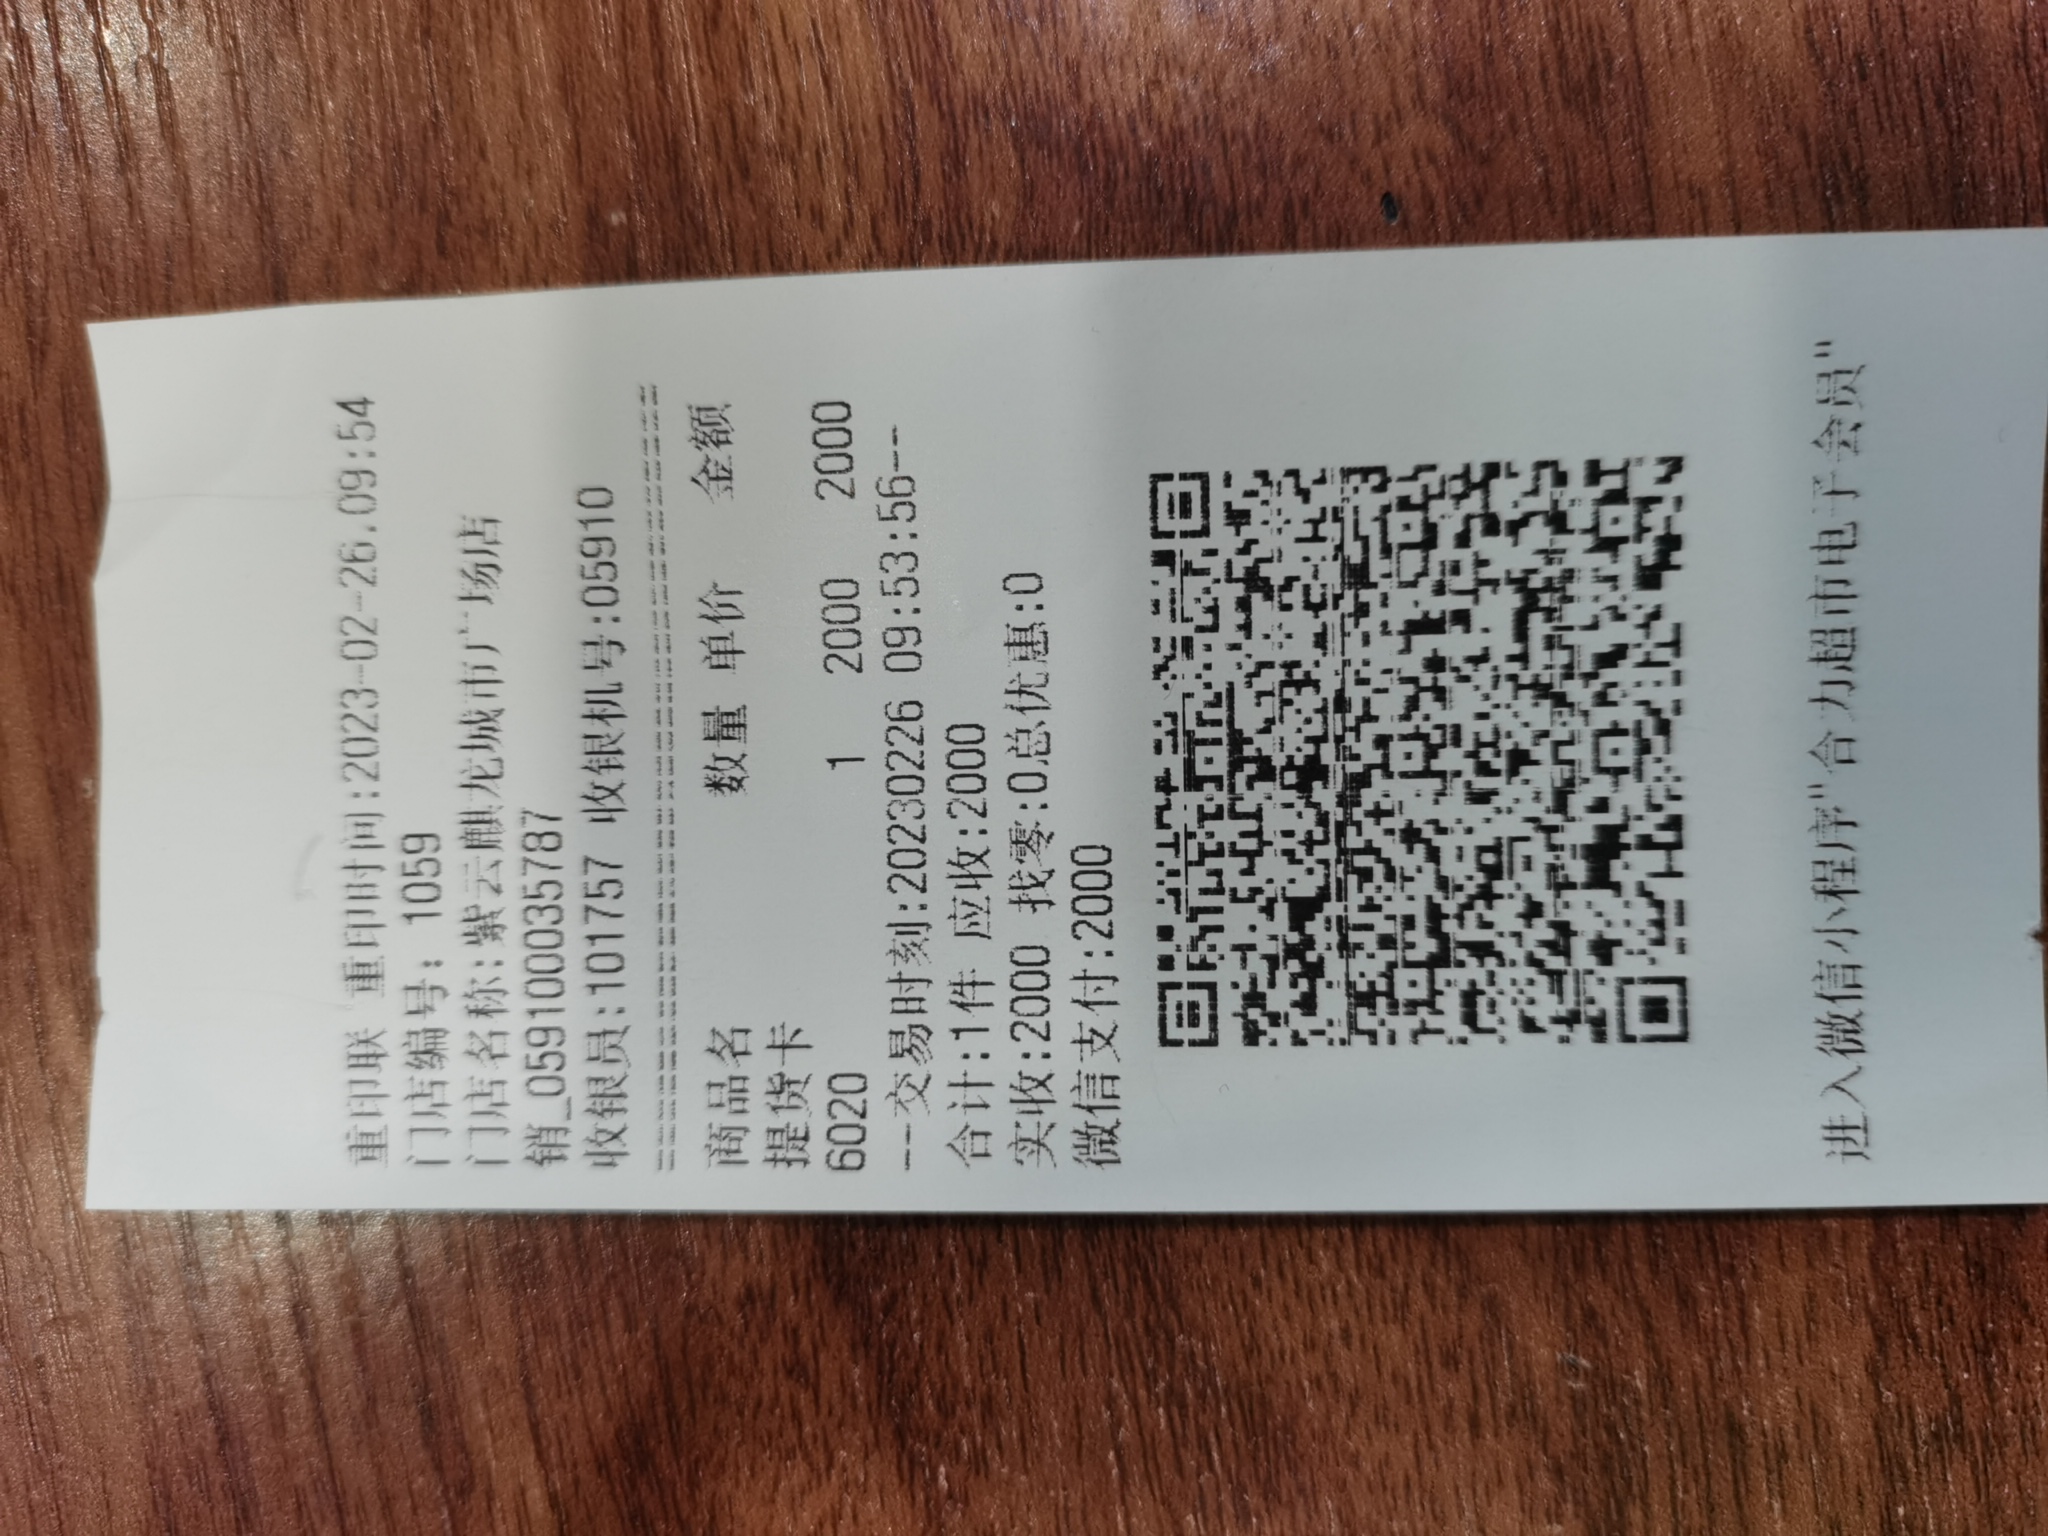 重印联 重印时间:2023-02-26.09:54
门店编号: 1059
门店名称:紫云麒龙城市广场店
销_0591000035787
收银员:101757 收银机号:05910
商品名 数量 单价 金额
提货卡
6020 1 2000 2000
---交易时刻:20230226 09:53:56---
合计:1件 应收:2000
实收:2000 找零:0总优惠:0
微信支付:2000
进入微信小程序"合力超市电子会员"